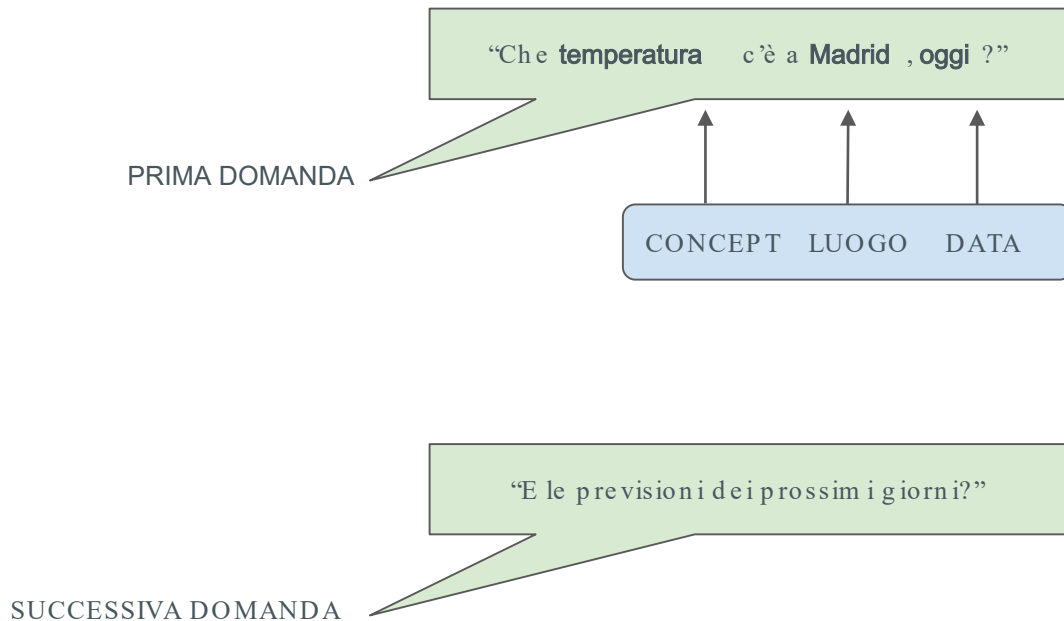 “Che temperatura c’è a Madrid , oggi ?”
PRIMA DOMANDA
CONCEPT LUOGO DATA
“E le previsioni dei prossimi giorni?”
SUCCESSIVA DOMANDA